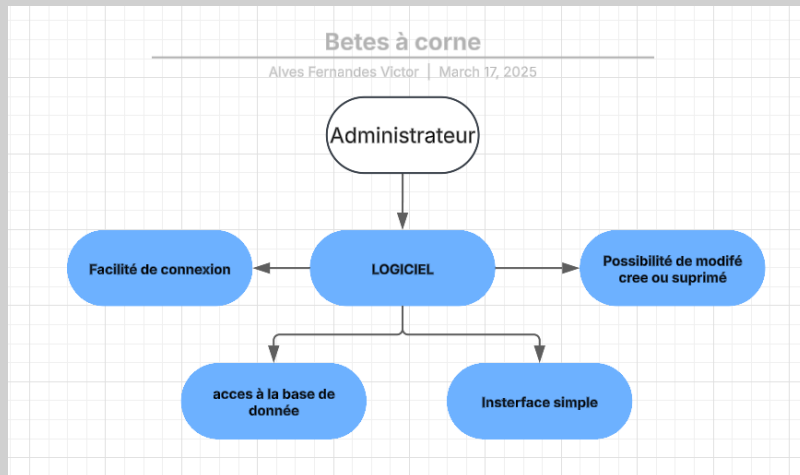 Betes à corne
Alves Fernandes Victor | March 17, 2025
Administrateur
Facilité de connexion
LOGICIEL
Possibilité de modifé
cree ou suprimé
acces à la base de
donnée
Insterface simple